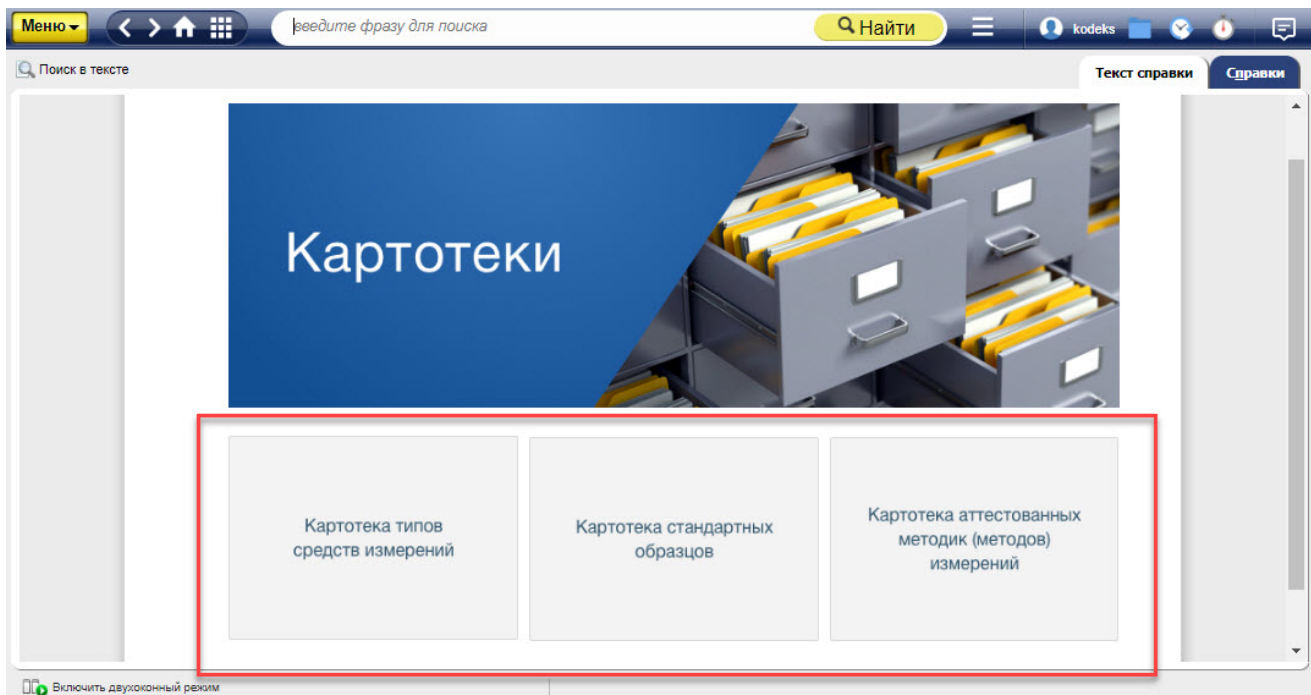 Меню
введите фразу для поиска
Найти
kodeks
Поиск в тексте
Текст справки
Справки
Картотеки
Картотека типов
средств измерений
Картотека стандартных
образцов
Картотека аттестованных
методик (методов)
измерений
Включить двухоконный режим